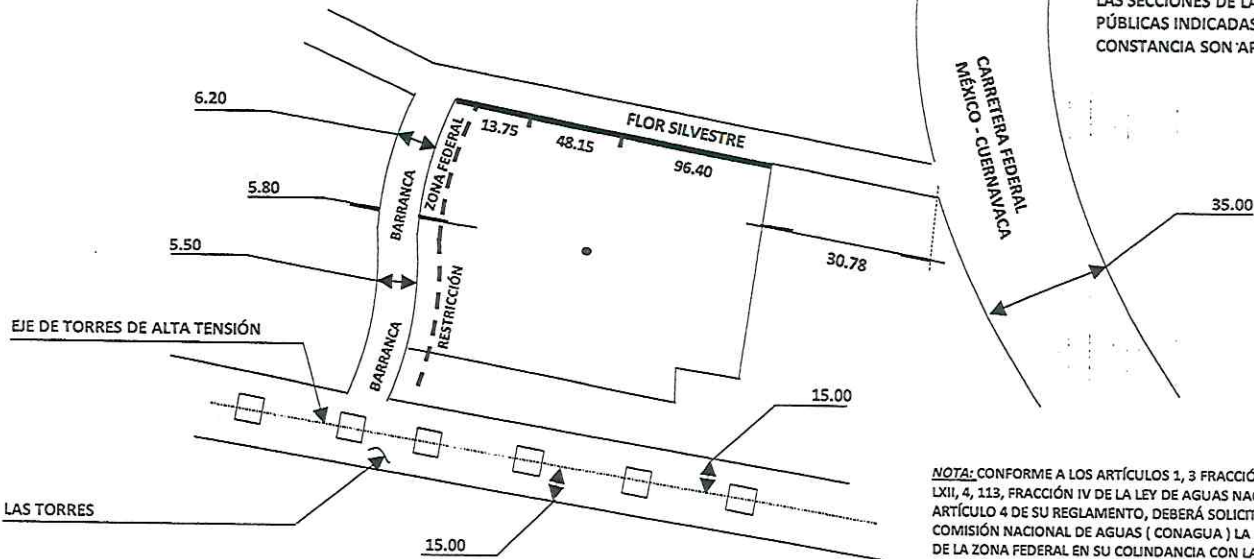 LAS SECCIONES DE LA
PÚBLICAS INDICADAS
CONSTANCIA SON
6.20
5.80
5.50
13.75
48.15
96.40
FLOR SILVESTRE
ZONA FEDERAL
BARRANCA
RESTRICCIÓN
BARRANCA
CARRETERA FEDERAL
MÉXICO - CUERNAVACA
35.00
30.78
EJE DE TORRES DE ALTA TENSIÓN
LAS TORRES
15.00
15.00
NOTA: CONFORME A LOS ARTÍCULOS 1, 3
LXII, 4, 113, FRACCIÓN IV DE LA LEY DE AGUAS
ARTÍCULO 4 DE SU REGLAMENTO, DEBERÁ
COMISIÓN NACIONAL DE AGUAS ( CONAGUA ) LA
DE LA ZONA FEDERAL EN SU COLINDANCIA CON LA